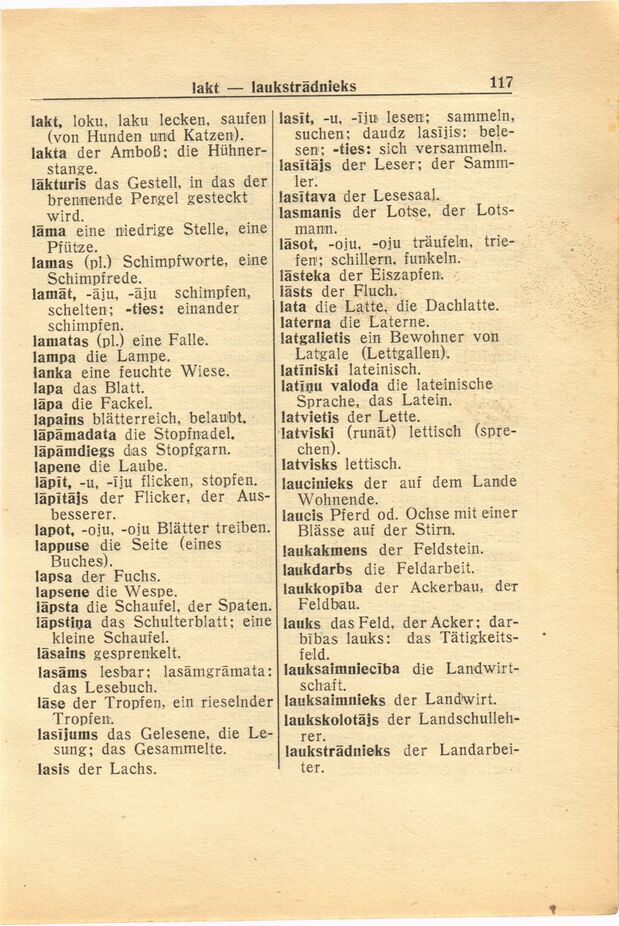 lakt — laukstrādnieks 117
lakt, loku, laku lecken, saufen
(von Hunden und Katzen).
lakta der Amboß; die Hühner-
stange.
lākturis das Gestell, in das der
brennende Pergel gesteckt
wird.
lāma eine niedrige Stelle, eine
Pfütze.
lamas (pl.) Schimpfworte, eine
Schimpfrede.
lamāt, -āju, -āju schimpfen,
schelten; -ties: einander
schimpfen.
lamatas (pl.) eine Falle.
lampa die Lampe.
lanka eine feuchte Wiese.
lapa das Blatt.
lāpa die Fackel.
lapains blätterreich, belaubt.
lāpāmadata die Stopfnadel.
lāpāmdiegs das Stopfgarn.
lapene die Laube.
lāpīt, -u, -īju flicken, stopfen.
lāpītājs der Flicker, der Aus-
besserer.
lapot, -oju, -oju Blätter treiben.
lappuse die Seite (eines
Buches).
lapsa der Fuchs.
lapsene die Wespe.
lāpsta die Schaufel, der Spaten.
lāpstiņa das Schulterblatt; eine
kleine Schaufel.
lāsains gesprenkelt.
lasāms lesbar; lasāmgrāmata:
das Lesebuch.
lāse der Tropfen, ein rieselnder
Tropfen.
lasījums das Gelesene, die Le-
sung; das Gesammelte.
lasis der Lachs.
lasīt, -u, -īju lesen; sammeln,
suchen; daudz lasījis: bele-
sen; -ties: sich versammeln.
lasītājs der Leser; der Samm-
ler.
lasītava der Lesesaal.
lasmanis der Lotse, der Lots-
mann.
lāsot, -oju, -oju träufeln, trie-
fen; schillern, funkeln.
lāsteka der Eiszapfen.
lāsts der Fluch.
lata die Latte, die Dachlatte.
laterna die Laterne.
latgalietis ein Bewohner von
Latgale (Lettgallen).
latīniski lateinisch.
latīņu valoda die lateinische
Sprache, das Latein.
latvietis der Lette.
latviski (runāt) lettisch (spre-
chen).
latvisks lettisch.
laucinieks der auf dem Lande
Wohnende.
laucis Pferd od. Ochse mit einer
Blässe auf der Stirn.
laukakmens der Feldstein.
laukdarbs die Feldarbeit.
laukkopība der Ackerbau, der
Feldbau.
lauks das Feld, der Acker; dar-
bības lauks: das Tätigkeits-
feld.
lauksaimniecība die Landwirt-
schaft.
lauksaimnieks der Landwirt.
laukskolotājs der Landschulleh-
rer.
laukstrādnieks der Landarbei-
ter.